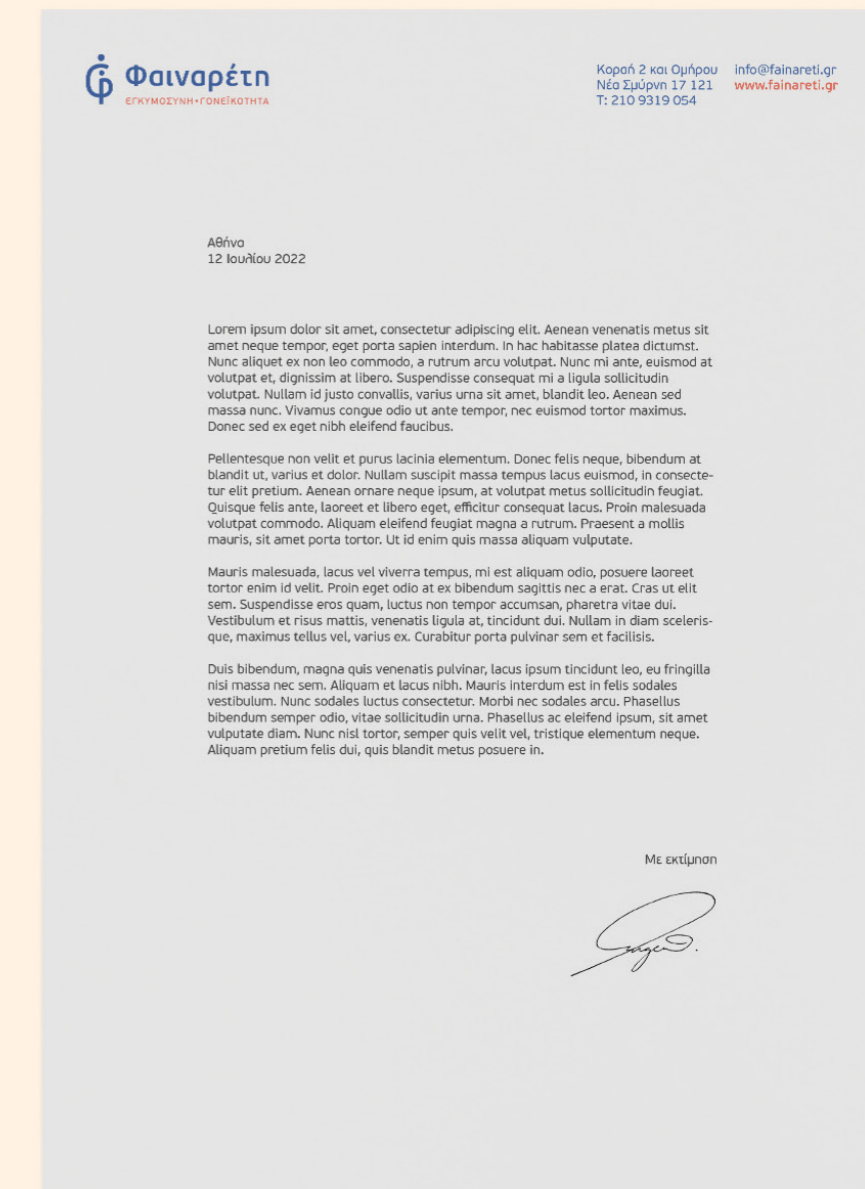 Φαιναρέτη
ΕΓΚΥΜΟΣΥΝΗ•ΓΟΝΕΪΚΟΤΗΤΑ
Κοραή 2 και Ομήρου
Νέα Σμύρνη 17 121
Τ: 210 9319 054
info@fainareti.gr
www.fainareti.gr
Αθήνα
12 Ιουλίου 2022
Lorem ipsum dolor sit amet, consectetur adipiscing elit. Aenean venenatis metus sit
amet neque tempor, eget porta sapien interdum. In hac habitasse platea dictumst.
Nunc aliquet ex non leo commodo, a rutrum arcu volutpat. Nunc mi ante, euismod at
volutpat et, dignissim at libero. Suspendisse consequat mi a ligula sollicitudin
volutpat. Nullam id justo convallis, varius urna sit amet, blandit leo. Aenean sed
massa nunc. Vivamus congue odio ut ante tempor, nec euismod tortor maximus.
Donec sed ex eget nibh eleifend faucibus.
Pellentesque non velit et purus lacinia elementum. Donec felis neque, bibendum at
blandit ut, varius et dolor. Nullam suscipit massa tempus lacus euismod, in consecte-
tur elit pretium. Aenean ornare neque ipsum, at volutpat metus sollicitudin feugiat.
Quisque felis ante, laoreet et libero eget, efficitur consequat lacus. Proin malesuada
volutpat commodo. Aliquam eleifend feugiat magna a rutrum. Praesent a mollis
mauris, sit amet porta tortor. Ut id enim quis massa aliquam vulputate.
Mauris malesuada, lacus vel viverra tempus, mi est aliquam odio, posuere laoreet
tortor enim id velit. Proin eget odio at ex bibendum sagittis nec a erat. Cras ut elit
sem. Suspendisse eros quam, luctus non tempor accumsan, pharetra vitae dui.
Vestibulum et risus mattis, venenatis ligula at, tincidunt dui. Nullam in diam sceleris-
que, maximus tellus vel, varius ex. Curabitur porta pulvinar sem et facilisis.
Duis bibendum, magna quis venenatis pulvinar, lacus ipsum tincidunt leo, eu fringilla
nisi massa nec sem. Aliquam et lacus nibh. Mauris interdum est in felis sodales
vestibulum. Nunc sodales luctus consectetur. Morbi nec sodales arcu. Phasellus
bibendum semper odio, vitae sollicitudin urna. Phasellus ac eleifend ipsum, sit amet
vulputate diam. Nunc nisl tortor, semper quis velit vel, tristique elementum neque.
Aliquam pretium felis dui, quis blandit metus posuere in.
Με εκτίμηση